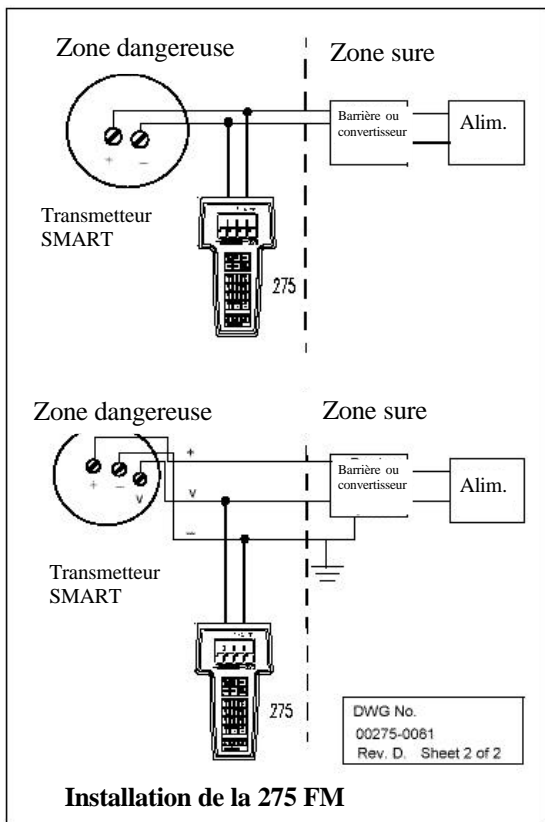 Zone dangereuse
Zone sure
Barrière ou
convertisseur
Alim.
+ −
Transmetteur
SMART
275
Zone dangereuse
Zone sure
+
+ − v
v
−
Barrière ou
convertisseur
Alim.
Transmetteur
SMART
275
DWG No.
00275-0081
Rev. D. Sheet 2 of 2
Installation de la 275 FM